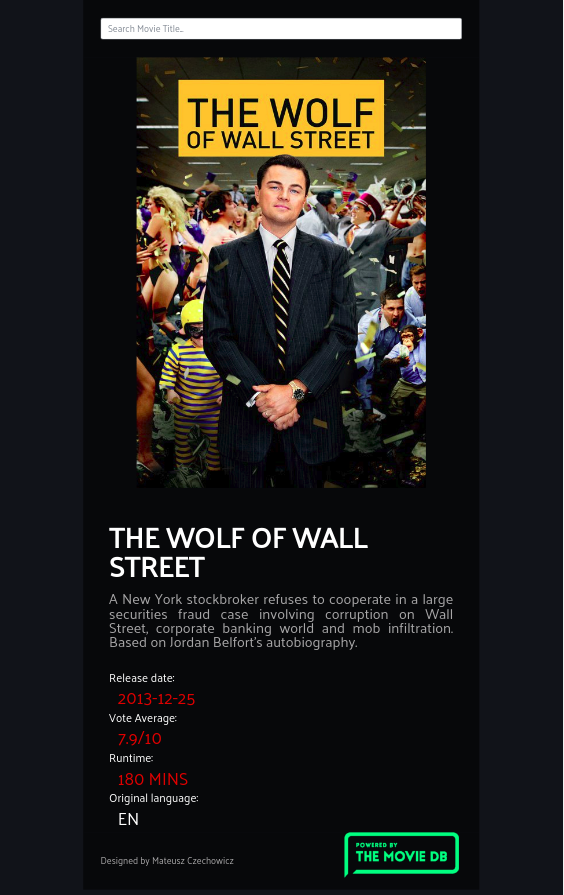 Search Movie Title...
THE WOLF
OF WALL STREET
THE WOLF OF WALL
STREET
A New York stockbroker refuses to cooperate in a large
securities fraud case involving corruption on Wall
Street, corporate banking world and mob infiltration.
Based on Jordan Belfort's autobiography.
Release date:
2013-12-25
Vote Average:
7.9/10
Runtime:
180 MINS
Original language:
EN
POWERED BY
THE MOVIE DB
Designed by Mateusz Czechowicz